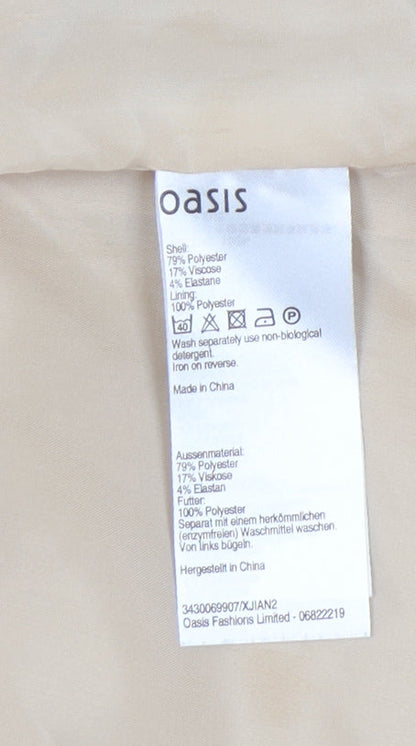 oasis
Shell:
79% Polyester
17% Viscose
4% Elastane
Lining:
100% Polyester
40 P
Wash separately use non-biological
detergent.
Iron on reverse.
Made in China
Aussenmaterial:
79% Polyester
17% Viskose
4% Elastan
Futter:
100% Polyester
Separat mit einem herkömmlichen
(enzymfreien) Waschmittel waschen.
Von links bügeln.
Hergestellt in China
3430069907/XJIAN2
Oasis Fashions Limited - 06822219